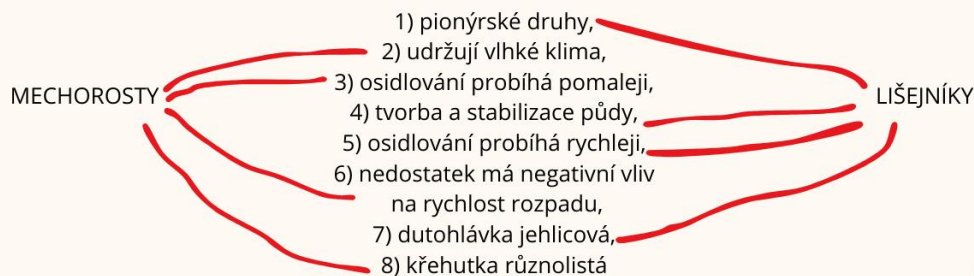 1) pionýrské druhy,
2) udržují vlhké klima,
3) osidlování probíhá pomaleji,
MECHOROSTY
LIŠEJNÍKY
4) tvorba a stabilizace půdy,
5) osidlování probíhá rychleji,
6) nedostatek má negativní vliv
na rychlost rozpadu,
7) dutohlávka jehlicová,
8) křehutka různolistá